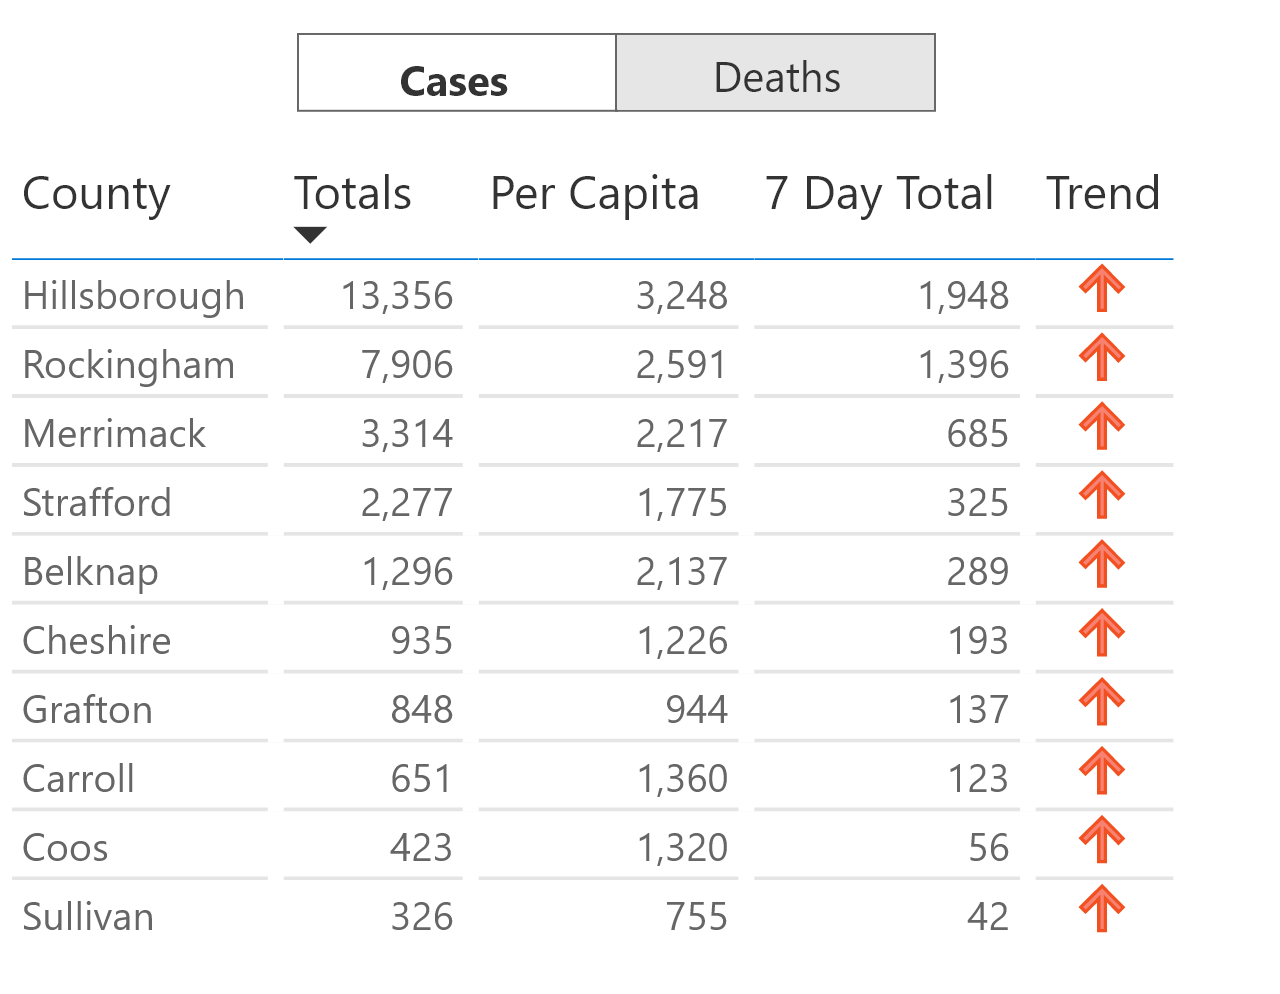 Cases Deaths
County Totals Per Capita 7 Day Total Trend
Hillsborough 13,356 3,248 1,948
Rockingham 7,906 2,591 1,396
Merrimack 3,314 2,217 685
Strafford 2,277 1,775 325
Belknap 1,296 2,137 289
Cheshire 935 1,226 193
Grafton 848 944 137
Carroll 651 1,360 123
Coos 423 1,320 56
Sullivan 326 755 42